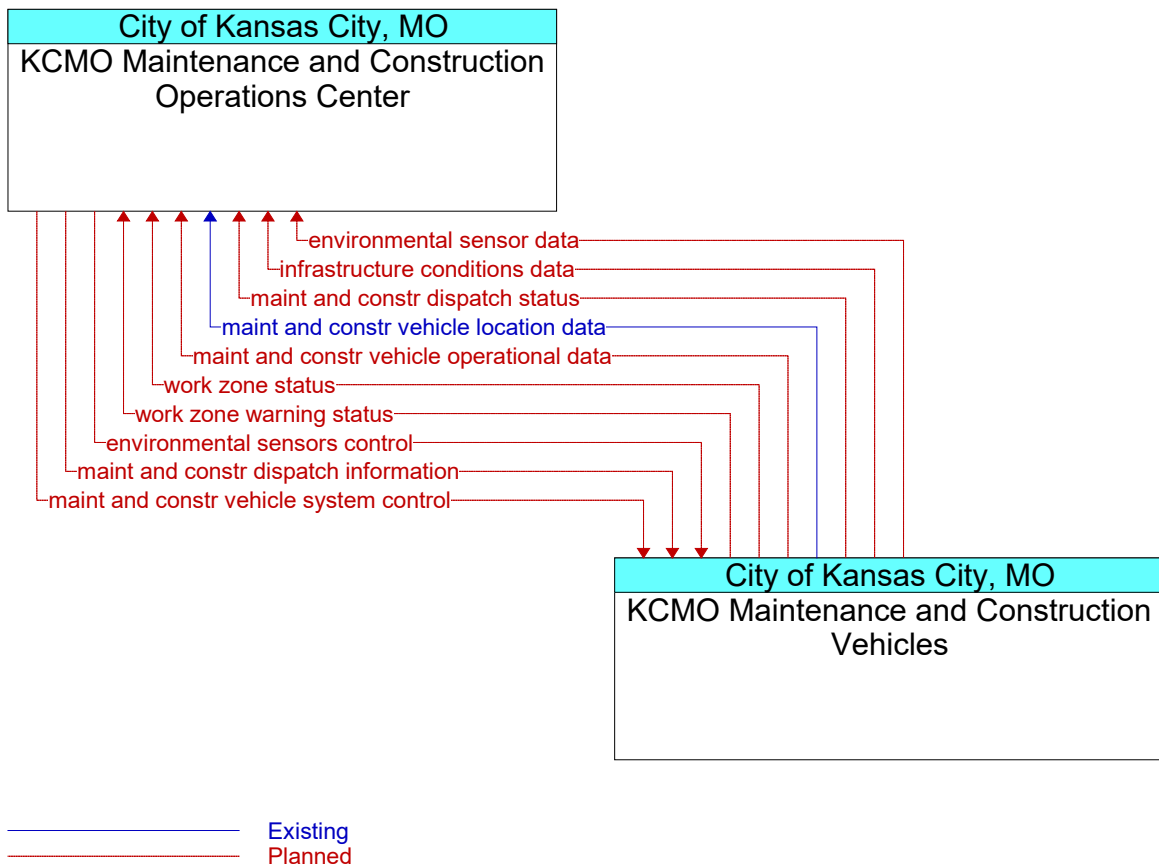 City of Kansas City, MO
KCMO Maintenance and Construction
Operations Center
environmental sensor data
infrastructure conditions data
maint and constr dispatch status
maint and constr vehicle location data
maint and constr vehicle operational data
work zone status
work zone warning status
environmental sensors control
maint and constr dispatch information
maint and constr vehicle system control
City of Kansas City, MO
KCMO Maintenance and Construction
Vehicles
Existing
Planned